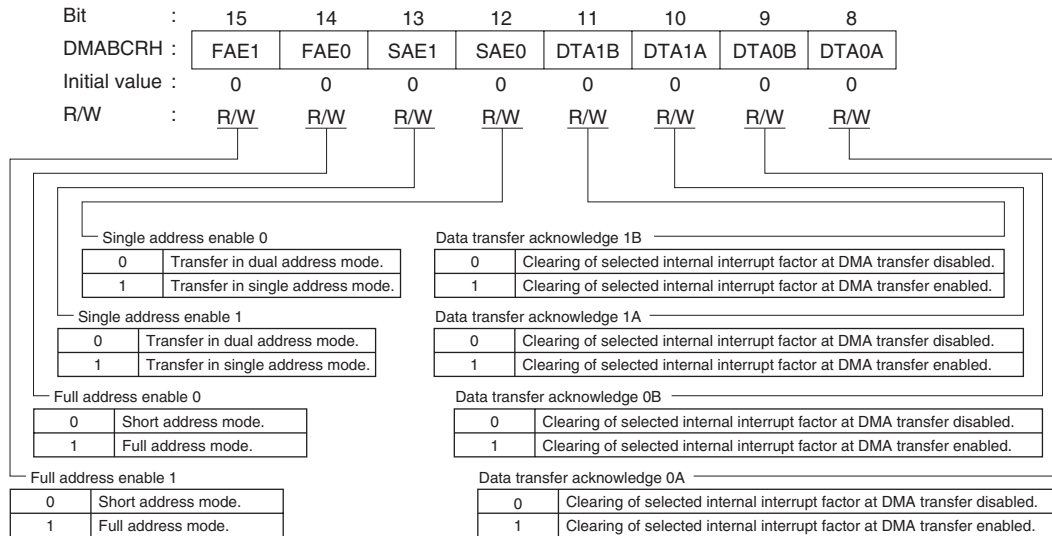 Bit : 15 14 13 12 11 10 9 8
DMABCRH : FAE1 FAE0 SAE1 SAE0 DTA1B DTA1A DTA0B DTA0A
Initial value : 0 0 0 0 0 0 0 0
R/W : R/W R/W R/W R/W R/W R/W R/W R/W
Single address enable 0
0 Transfer in dual address mode.
1 Transfer in single address mode.
Data transfer acknowledge 1B
0 Clearing of selected internal interrupt factor at DMA transfer disabled.
1 Clearing of selected internal interrupt factor at DMA transfer enabled.
Single address enable 1
0 Transfer in dual address mode.
1 Transfer in single address mode.
Data transfer acknowledge 1A
0 Clearing of selected internal interrupt factor at DMA transfer disabled.
1 Clearing of selected internal interrupt factor at DMA transfer enabled.
Full address enable 0
0 Short address mode.
1 Full address mode.
Data transfer acknowledge 0B
0 Clearing of selected internal interrupt factor at DMA transfer disabled.
1 Clearing of selected internal interrupt factor at DMA transfer enabled.
Full address enable 1
0 Short address mode.
1 Full address mode.
Data transfer acknowledge 0A
0 Clearing of selected internal interrupt factor at DMA transfer disabled.
1 Clearing of selected internal interrupt factor at DMA transfer enabled.